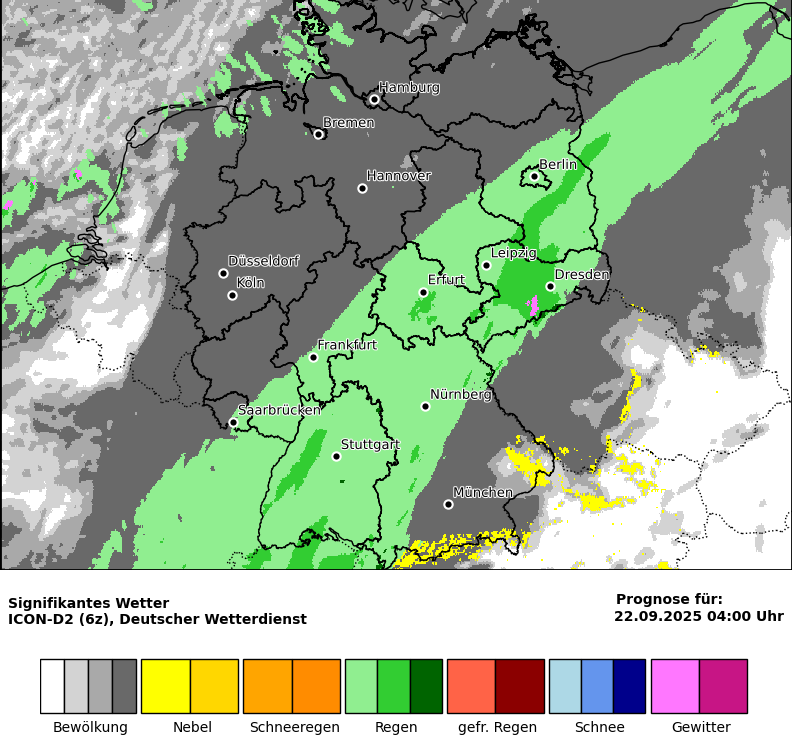 Hamburg
Bremen
Berlin
Hannover
Leipzig
Düsseldorf
Dresden
Köln
Erfurt
Frankfurt
Nürnberg
Saarbrücken
Stuttgart
München
Signifikantes Wetter
ICON-D2 (6z), Deutscher Wetterdienst
Prognose für:
22.09.2025 04:00 Uhr
Bewölkung Nebel Schneeregen Regen gefr. Regen Schnee Gewitter